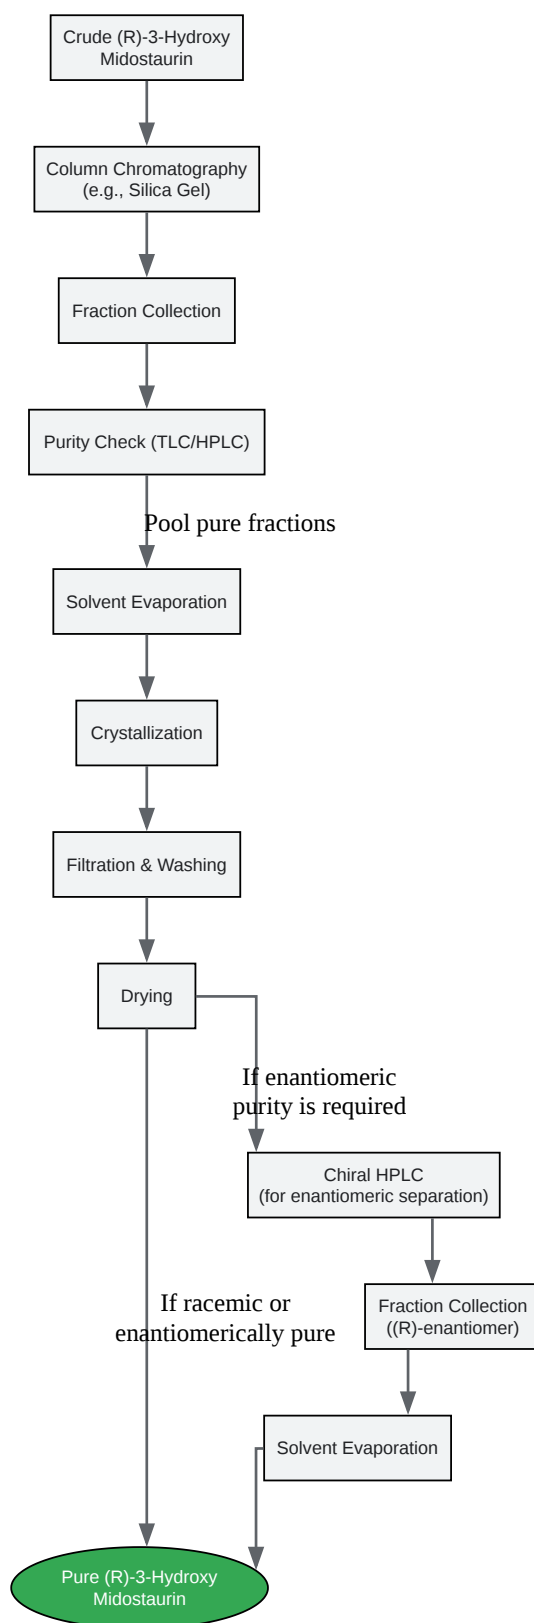 Crude (R)-3-Hydroxy
Midostaurin
Column Chromatography
(e.g., Silica Gel)
Fraction Collection
Purity Check (TLC/HPLC)
Pool pure fractions
Solvent Evaporation
Crystallization
Filtration & Washing
Drying
If enantiomeric
purity is required
Chiral HPLC
(for enantiomeric separation)
If racemic or
enantiomerically pure
Fraction Collection
((R)-enantiomer)
Solvent Evaporation
Pure (R)-3-Hydroxy
Midostaurin